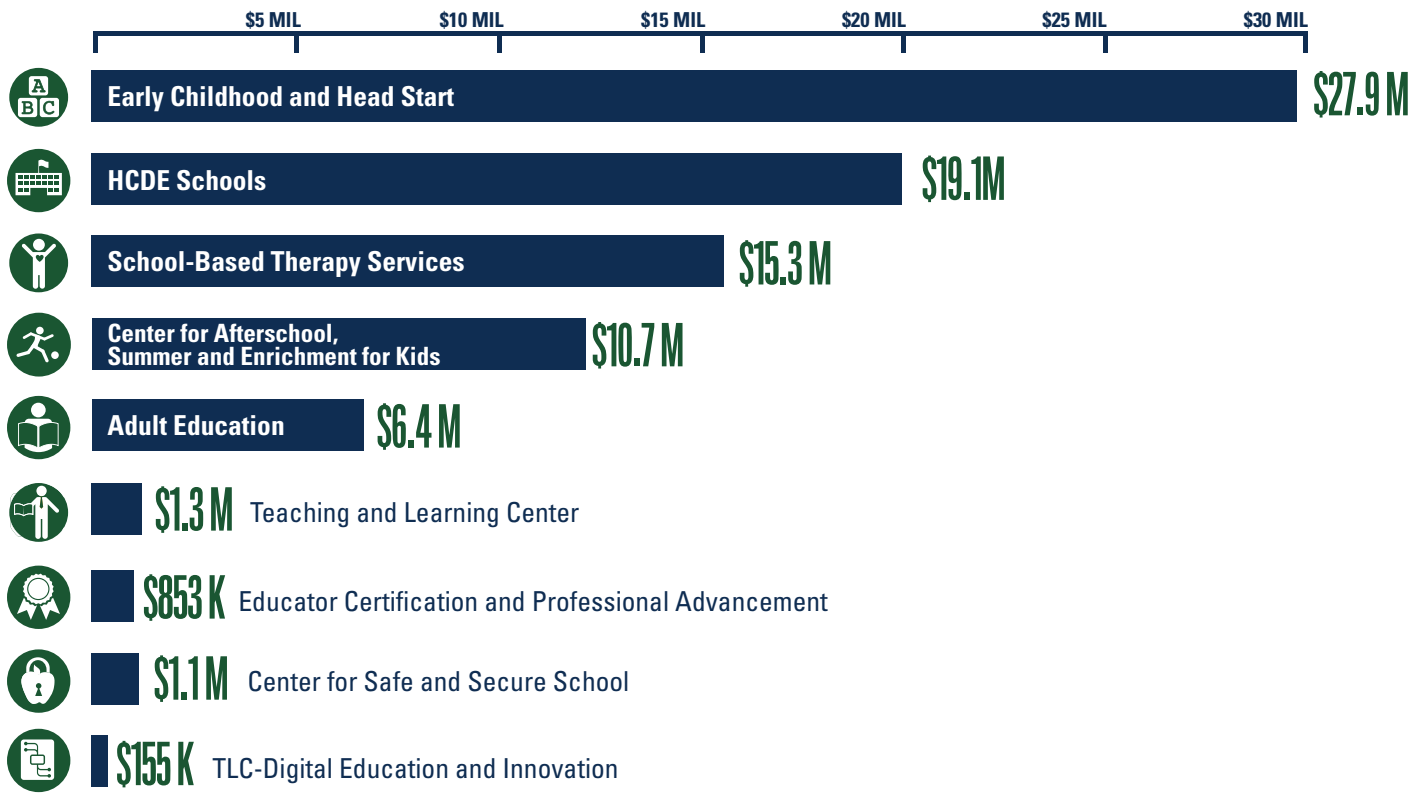 $5 MIL $10 MIL $15 MIL $20 MIL $25 MIL $30 MIL
A
B C
Early Childhood and Head Start $27.9 M
HCDE Schools $19.1M
School-Based Therapy Services $15.3 M
Center for Afterschool,
Summer and Enrichment for Kids $10.7 M
Adult Education $6.4 M
$1.3 M Teaching and Learning Center
$853 K Educator Certification and Professional Advancement
$1.1 M Center for Safe and Secure School
$155 K TLC-Digital Education and Innovation